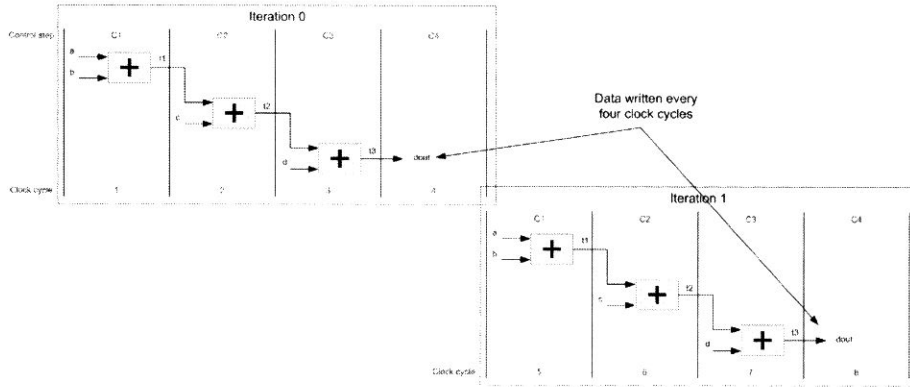 Iteration 0
Control step C1 C2 C3 C4
a
b
t1
c
t2
d
t3
dout
Clock cycle 1 2 3 4
Data written every
four clock cycles
Iteration 1
C1 C2 C3 C4
a
b
t1
c
t2
d
t3
dout
Clock cycle 5 6 7 8